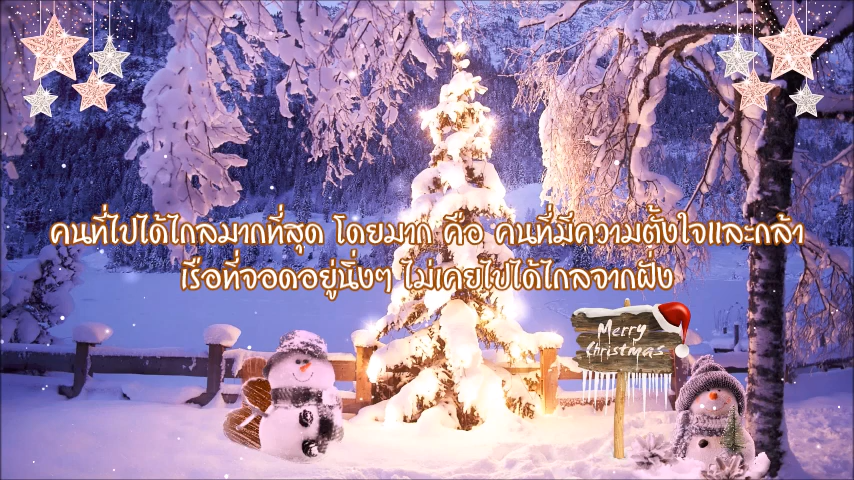 คนที่ไปได้ไกลมากที่สุด โดยมาก คือ คนที่มีความตั้งใจและกล้า
เรือที่จอดอยู่นิ่งๆ ไม่เคยไปได้ไกลจากฝั่ง
Merry
Christmas